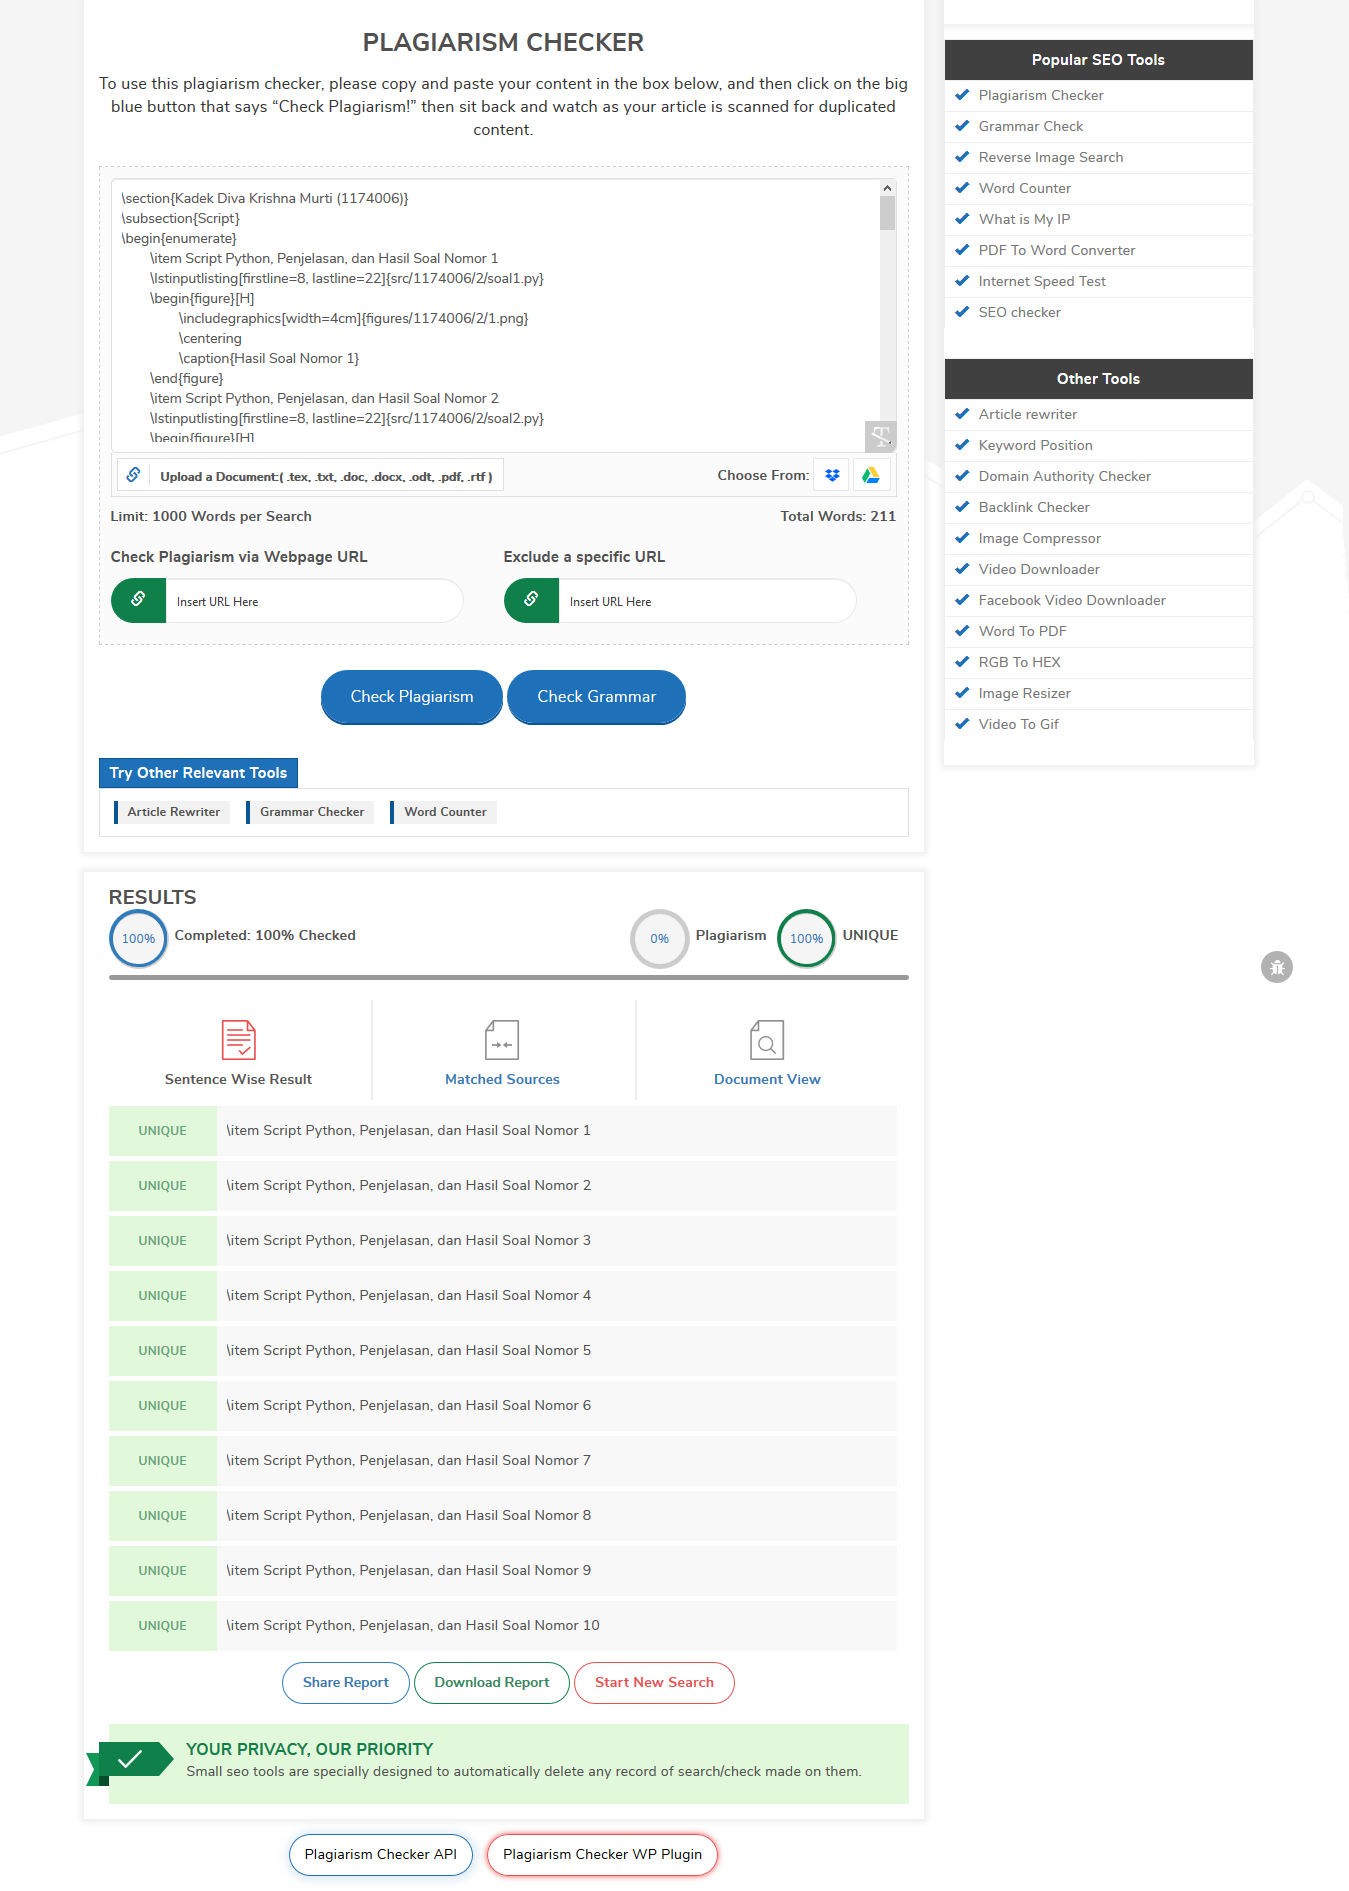 PLAGIARISM CHECKER
To use this plagiarism checker, please copy and paste your content in the box below, and then click on the big
blue button that says “Check Plagiarism!” then sit back and watch as your article is scanned for duplicated
content.
\section{Kadek Diva Krishna Murti (1174006)}
\subsection{Script}
\begin{enumerate}
\item Script Python, Penjelasan, dan Hasil Soal Nomor 1
\lstinputlisting[firstline=8, lastline=22]{src/1174006/2/soal1.py}
\begin{figure}[H]
\includegraphics[width=4cm]{figures/1174006/2/1.png}
\centering
\caption{Hasil Soal Nomor 1}
\end{figure}
\item Script Python, Penjelasan, dan Hasil Soal Nomor 2
\lstinputlisting[firstline=8, lastline=22]{src/1174006/2/soal2.py}
\begin{figure}[H]
Upload a Document:( .tex, .txt, .doc, .docx, .odt, .pdf, .rtf )
Choose From:
Limit: 1000 Words per Search
Total Words: 211
Check Plagiarism via Webpage URL
Exclude a specific URL
Insert URL Here
Insert URL Here
Check Plagiarism
Check Grammar
Try Other Relevant Tools
Article Rewriter
Grammar Checker
Word Counter
RESULTS
100%
Completed: 100% Checked
0%
Plagiarism
100%
UNIQUE
Sentence Wise Result
Matched Sources
Document View
UNIQUE \item Script Python, Penjelasan, dan Hasil Soal Nomor 1
UNIQUE \item Script Python, Penjelasan, dan Hasil Soal Nomor 2
UNIQUE \item Script Python, Penjelasan, dan Hasil Soal Nomor 3
UNIQUE \item Script Python, Penjelasan, dan Hasil Soal Nomor 4
UNIQUE \item Script Python, Penjelasan, dan Hasil Soal Nomor 5
UNIQUE \item Script Python, Penjelasan, dan Hasil Soal Nomor 6
UNIQUE \item Script Python, Penjelasan, dan Hasil Soal Nomor 7
UNIQUE \item Script Python, Penjelasan, dan Hasil Soal Nomor 8
UNIQUE \item Script Python, Penjelasan, dan Hasil Soal Nomor 9
UNIQUE \item Script Python, Penjelasan, dan Hasil Soal Nomor 10
Share Report
Download Report
Start New Search
YOUR PRIVACY, OUR PRIORITY
Small seo tools are specially designed to automatically delete any record of search/check made on them.
Plagiarism Checker API
Plagiarism Checker WP Plugin
Popular SEO Tools
Plagiarism Checker
Grammar Check
Reverse Image Search
Word Counter
What is My IP
PDF To Word Converter
Internet Speed Test
SEO checker
Other Tools
Article rewriter
Keyword Position
Domain Authority Checker
Backlink Checker
Image Compressor
Video Downloader
Facebook Video Downloader
Word To PDF
RGB To HEX
Image Resizer
Video To Gif